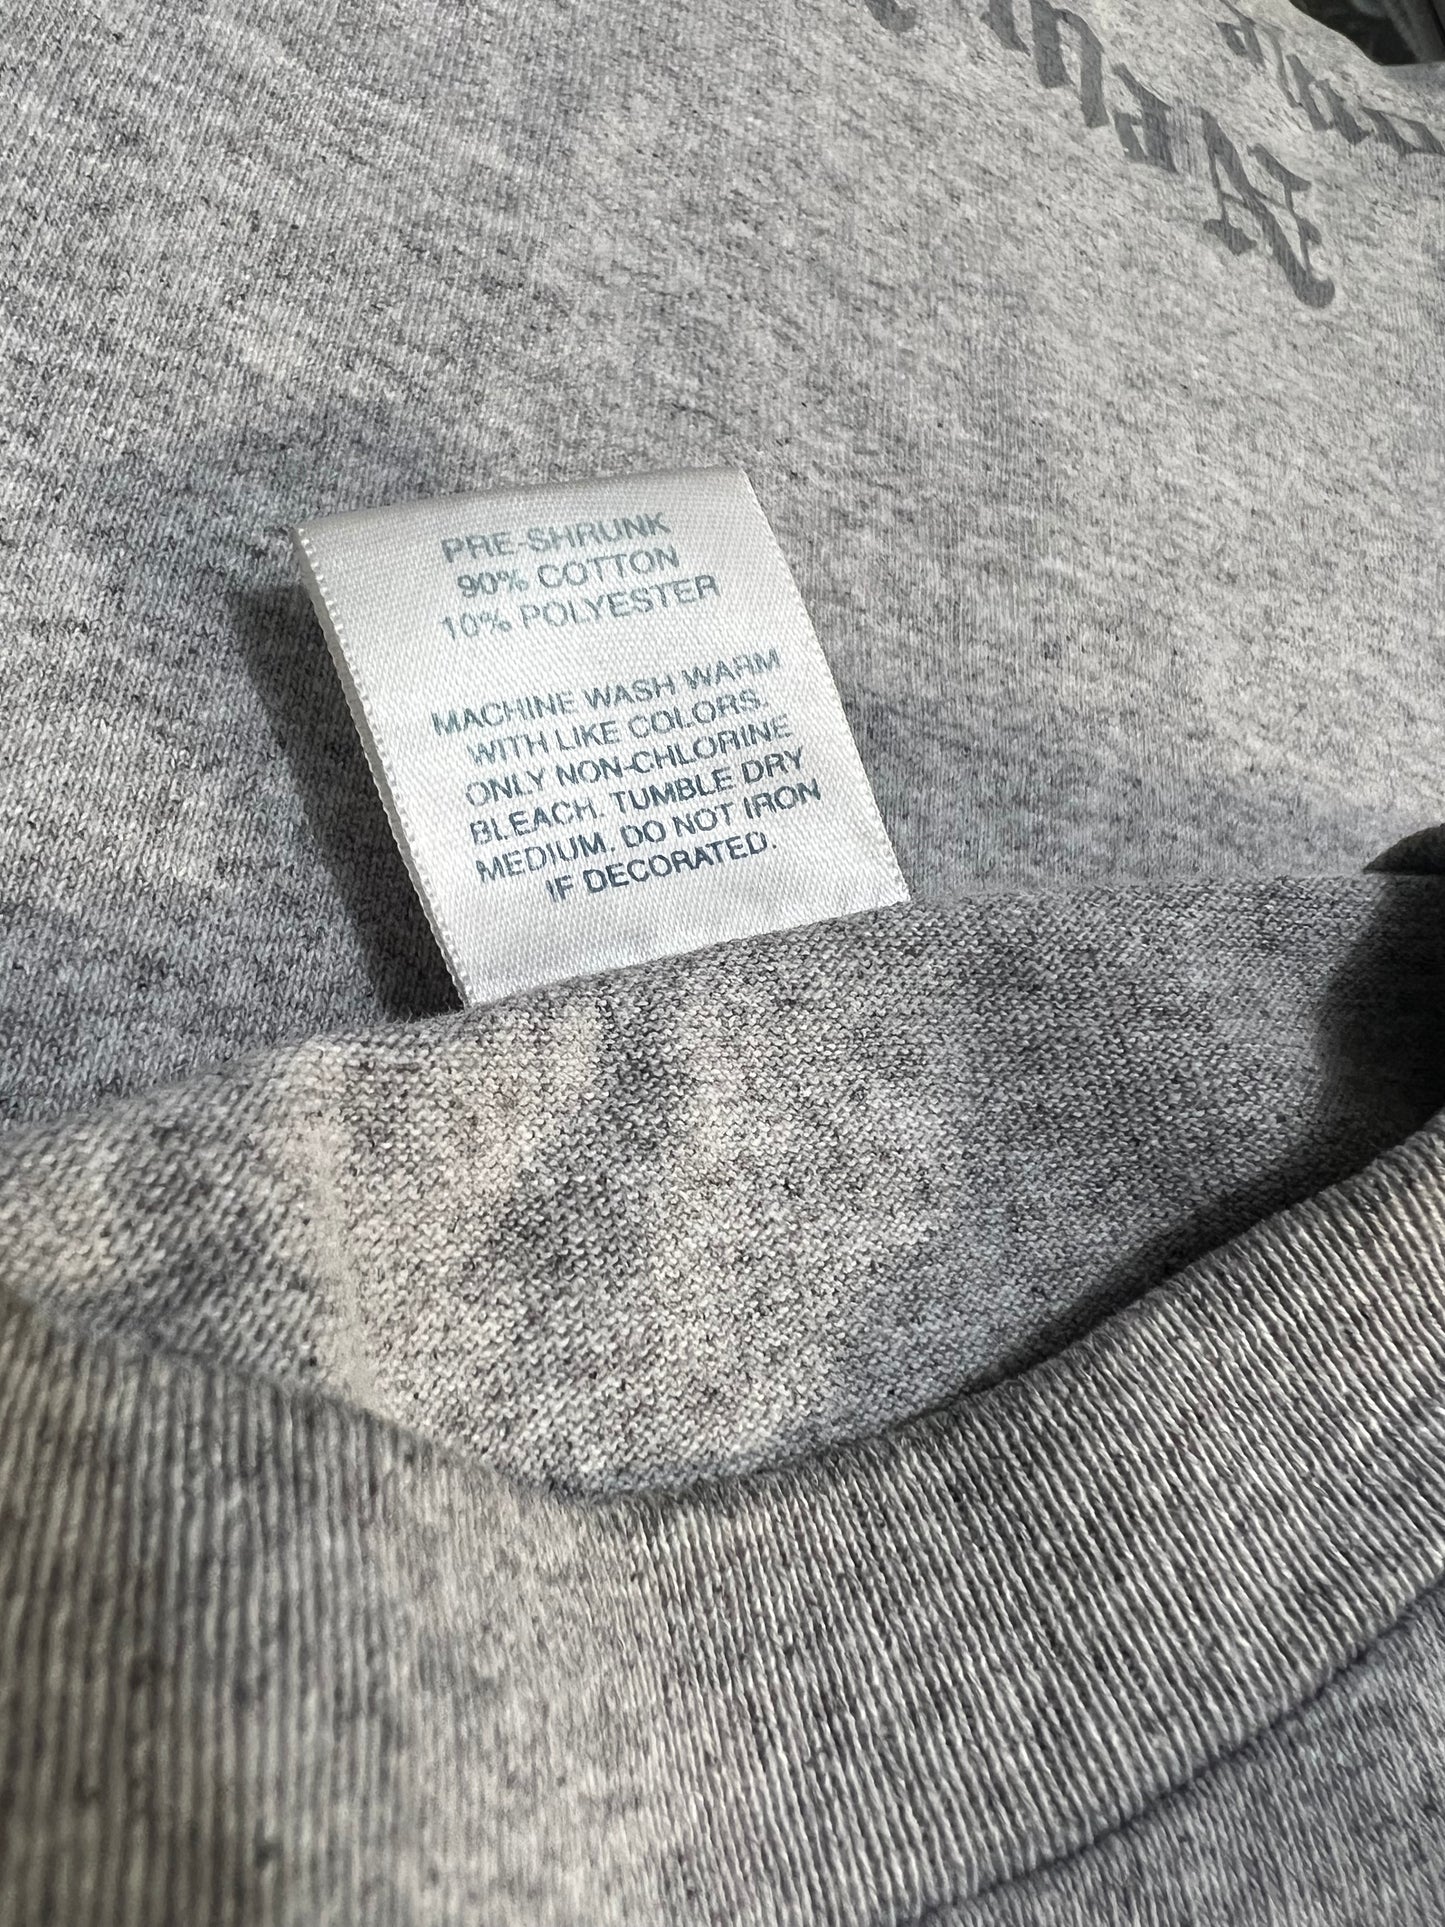 PRE-SHRUNK
90% COTTON
10% POLYESTER
MACHINE WASH WARM
WITH LIKE COLORS.
ONLY NON-CHLORINE
BLEACH. TUMBLE DRY
MEDIUM. DO NOT IRON
IF DECORATED.